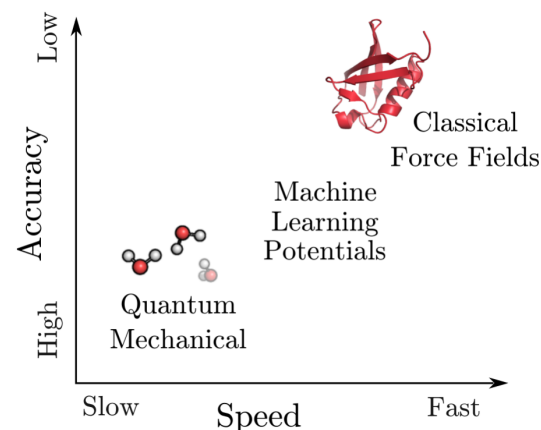 Low
Accuracy
High
Classical
Force Fields
Machine
Learning
Potentials
Quantum
Mechanical
Slow
Speed
Fast